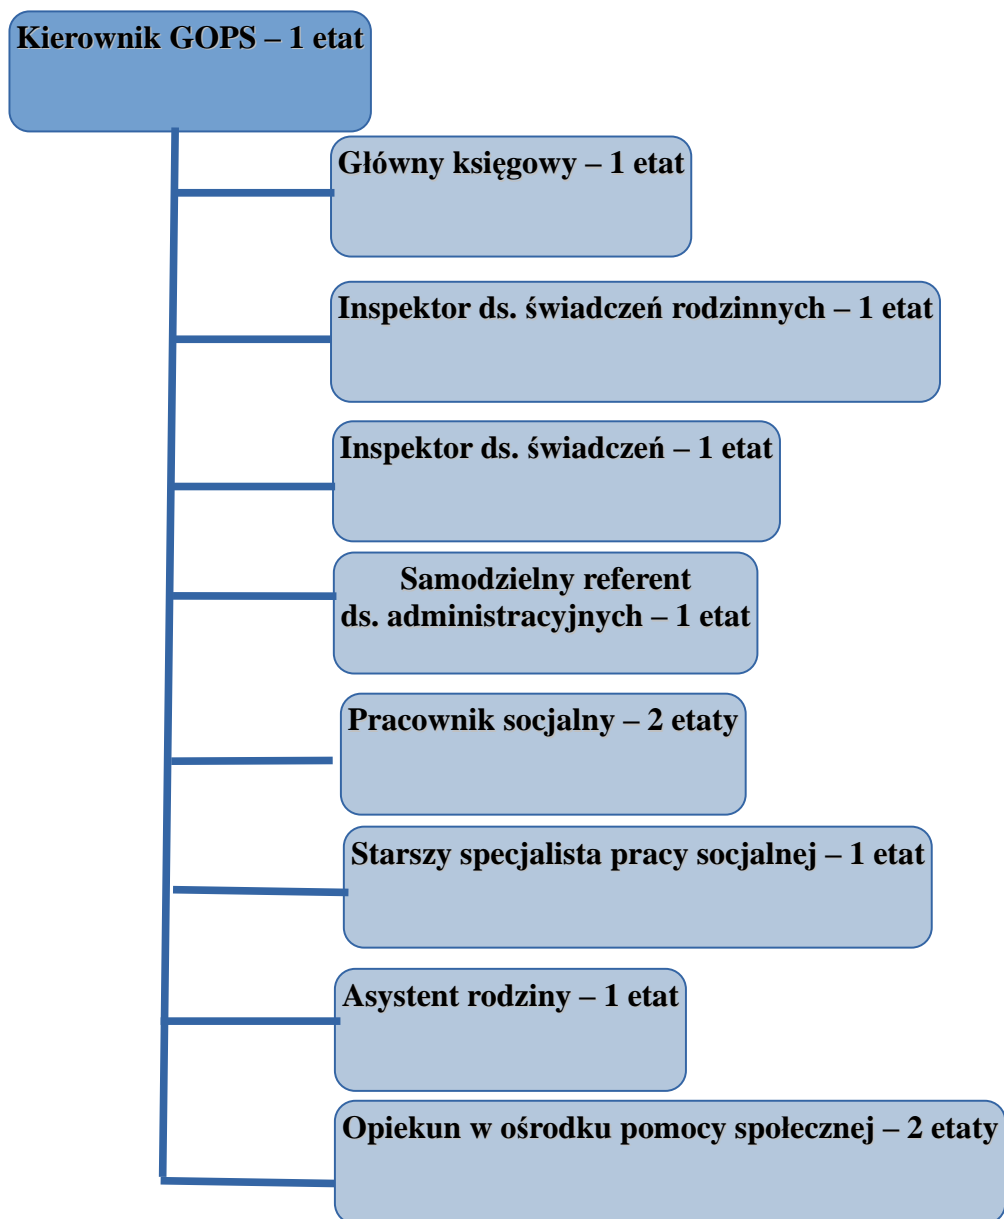 Kierownik GOPS – 1 etat
Główny księgowy – 1 etat
Inspektor ds. świadczeń rodzinnych – 1 etat
Inspektor ds. świadczeń – 1 etat
Samodzielny referent
ds. administracyjnych – 1 etat
Pracownik socjalny – 2 etaty
Starszy specjalista pracy socjalnej – 1 etat
Asystent rodziny – 1 etat
Opiekun w ośrodku pomocy społecznej – 2 etaty